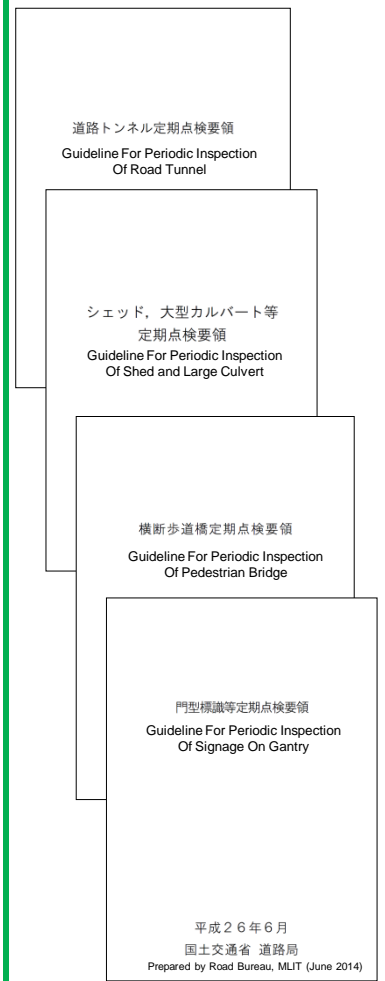 道路トンネル定期点検要領
Guideline For Periodic Inspection
Of Road Tunnel
シェッド，大型カルバート等
定期点検要領
Guideline For Periodic Inspection
Of Shed and Large Culvert
横断歩道橋定期点検要領
Guideline For Periodic Inspection
Of Pedestrian Bridge
門型標識等定期点検要領
Guideline For Periodic Inspection
Of Signage On Gantry
平成２６年６月
国土交通省 道路局
Prepared by Road Bureau, MLIT (June 2014)